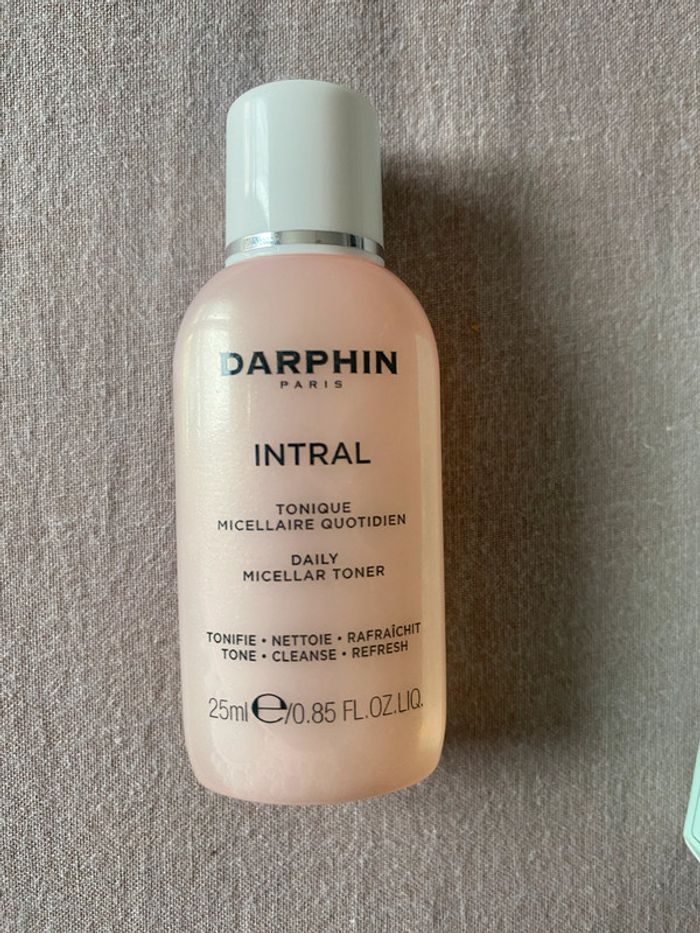 DARPHIN
PARIS
INTRAL
TONIQUE
MICELLAIRE QUOTIDIEN
DAILY
MICELLAR TONER
TONIFIE • NETTOIE • RAFRAÎCHIT
TONE • CLEANSE • REFRESH
25ml℮/0.85 FL.OZ.LIQ.